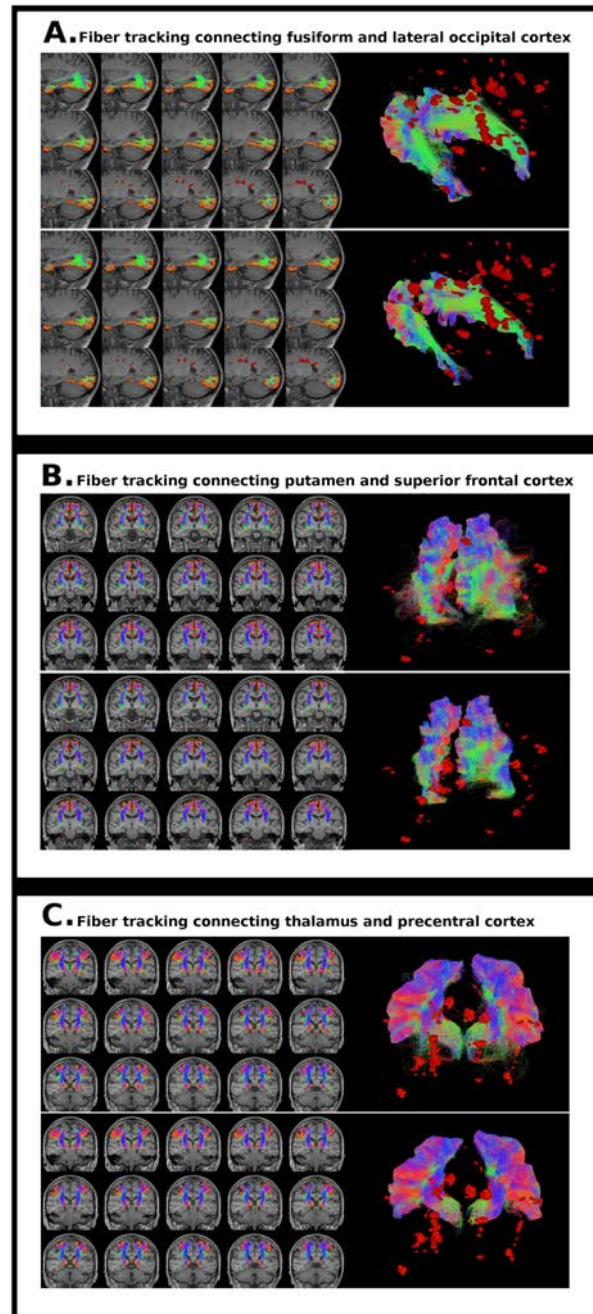 A. Fiber tracking connecting fusiform and lateral occipital cortex
B. Fiber tracking connecting putamen and superior frontal cortex
C. Fiber tracking connecting thalamus and precentral cortex